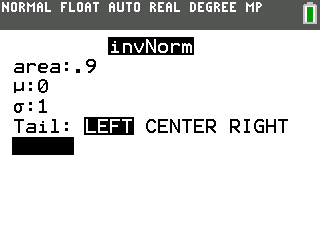 NORMAL FLOAT AUTO REAL DEGREE MP
invNorm
area:.9
μ:0
σ:1
Tail: LEFT CENTER RIGHT